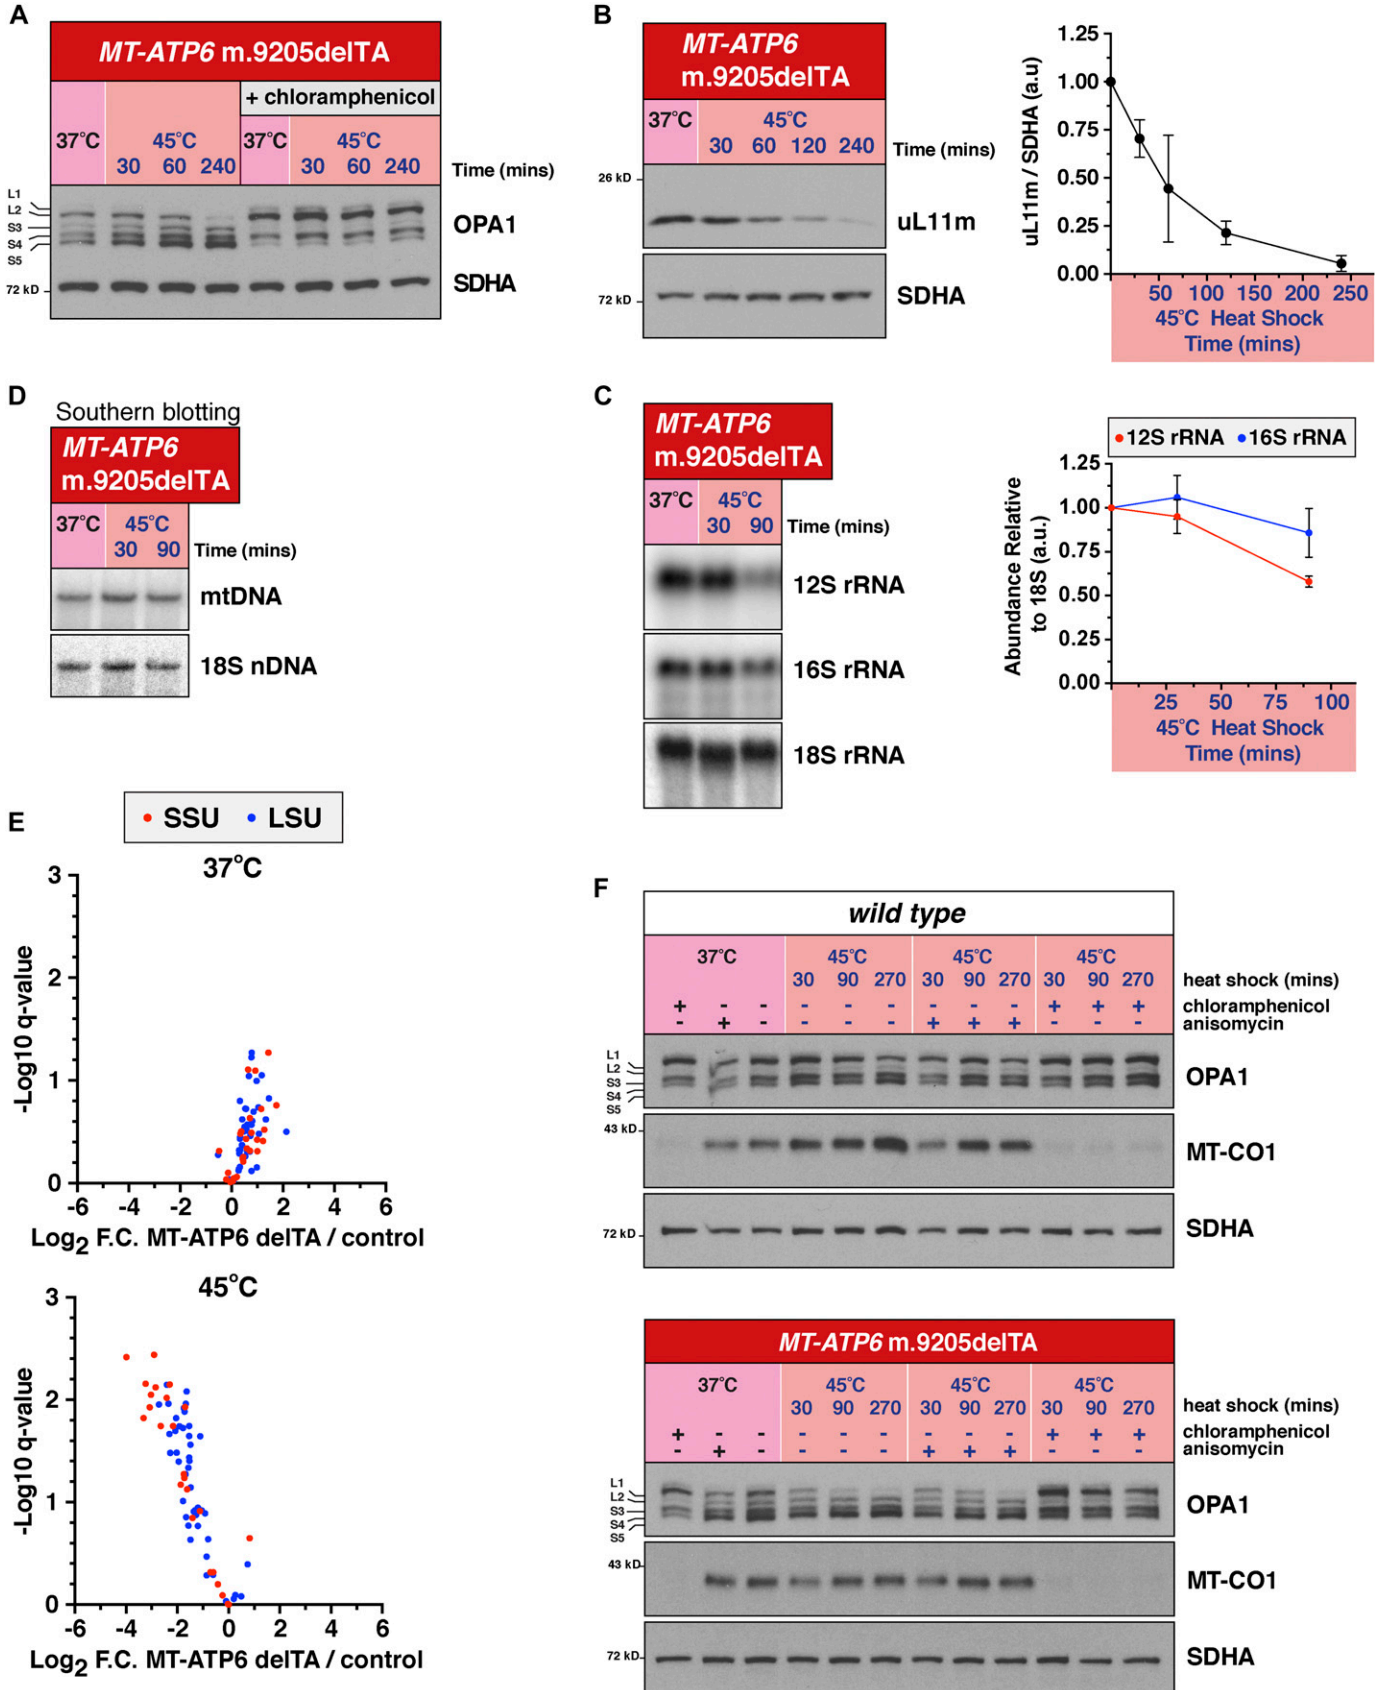 A
MT-ATP6 m.9205delTA
+ chloramphenicol
37°C 45°C 37°C 45°C
30 60 240 30 60 240 Time (mins)
L1
L2
S3
S4
S5
OPA1
72 kD
SDHA
B
MT-ATP6
m.9205delTA
37°C 45°C
30 60 120 240 Time (mins)
26 kD
uL11m
72 kD
SDHA
uL11m / SDHA (a.u)
1.25
1.00
0.75
0.50
0.25
0.00
50 100 150 200 250
45°C Heat Shock
Time (mins)
D
Southern blotting
MT-ATP6
m.9205delTA
37°C 45°C
30 90 Time (mins)
mtDNA
18S nDNA
C
MT-ATP6
m.9205delTA
37°C 45°C
30 90 Time (mins)
12S rRNA
16S rRNA
18S rRNA
12S rRNA 16S rRNA
Abundance Relative
to 18S (a.u.)
1.25
1.00
0.75
0.50
0.25
0.00
25 50 75 100
45°C Heat Shock
Time (mins)
E
SSU LSU
37°C
-Log10 q-value
3
2
1
0
-6 -4 -2 0 2 4 6
Log2 F.C. MT-ATP6 delTA / control
45°C
-Log10 q-value
3
2
1
0
-6 -4 -2 0 2 4 6
Log2 F.C. MT-ATP6 delTA / control
F
wild type
37°C 45°C 45°C 45°C
30 90 270 30 90 270 30 90 270 heat shock (mins)
+ - - - - - - - - + + + chloramphenicol
- + - - - - + + + - - - anisomycin
L1
L2
S3
S4
S5
OPA1
43 kD
MT-CO1
72 kD
SDHA
MT-ATP6 m.9205delTA
37°C 45°C 45°C 45°C
30 90 270 30 90 270 30 90 270 heat shock (mins)
+ - - - - - - - - + + + chloramphenicol
- + - - - - + + + - - - anisomycin
L1
L2
S3
S4
S5
OPA1
43 kD
MT-CO1
72 kD
SDHA